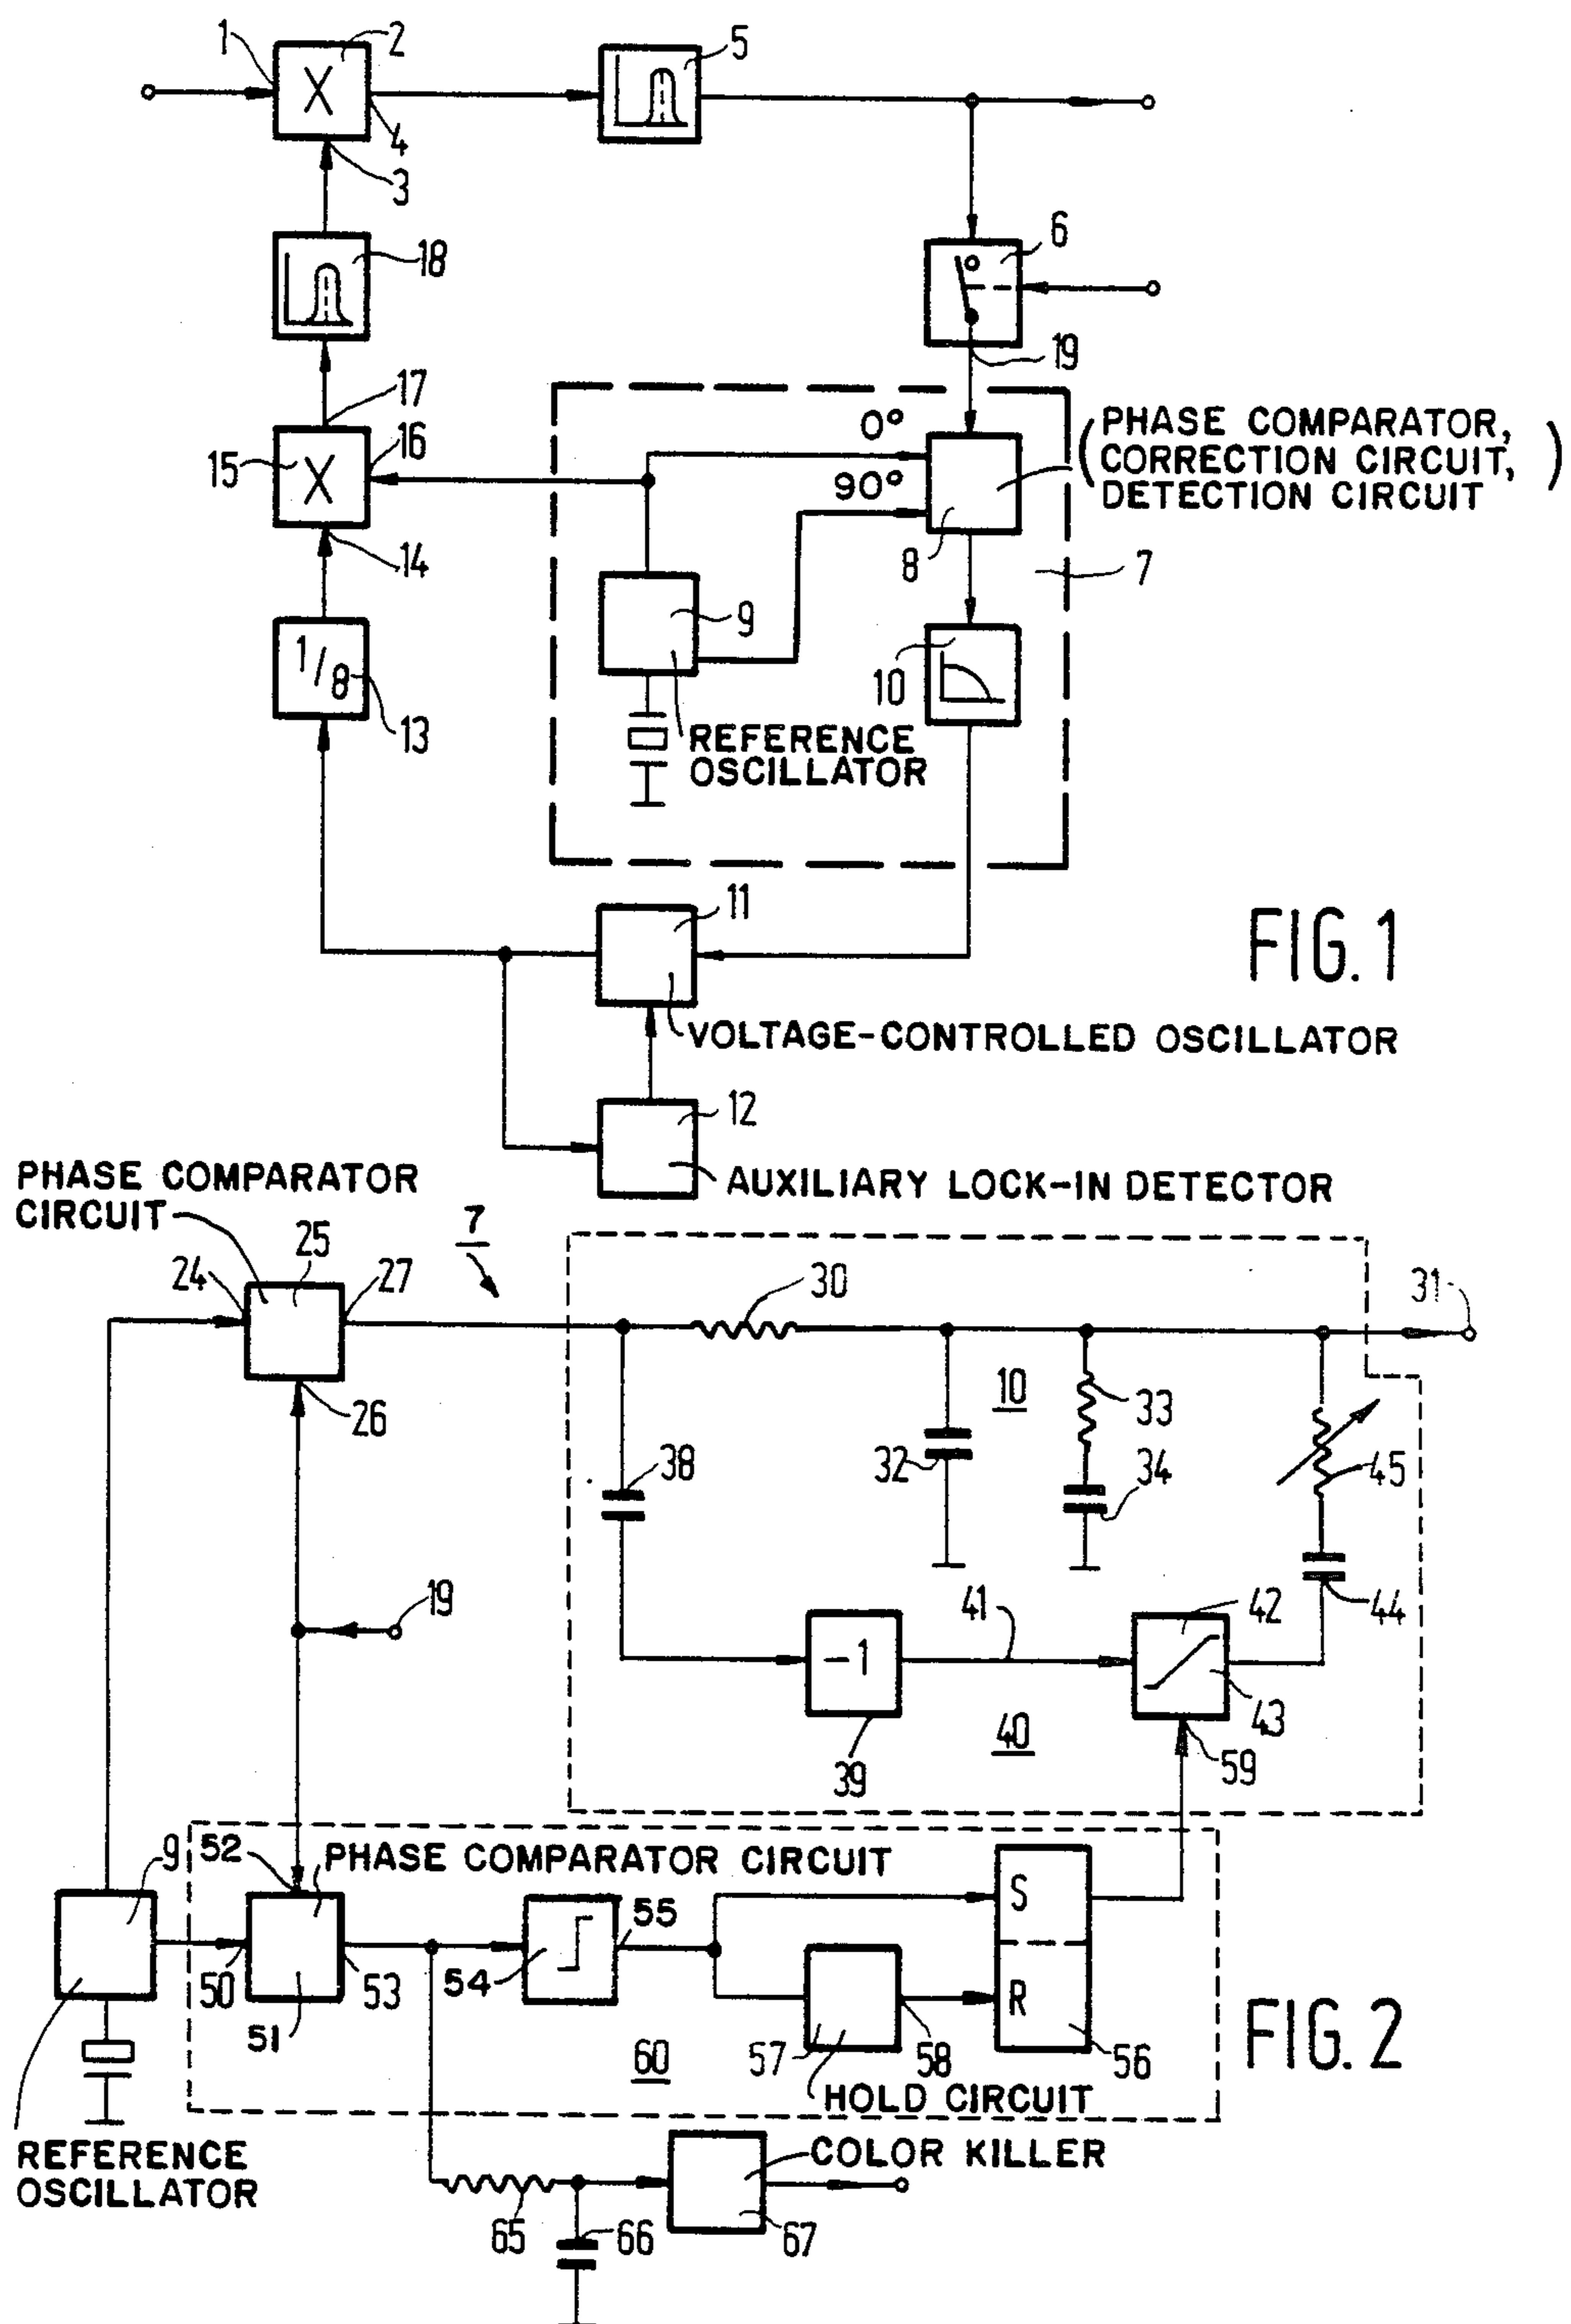 1
2
X
4
3
5
18
6
19
17
15
X
16
14
0°
90°
8
(PHASE COMPARATOR,
CORRECTION CIRCUIT,
DETECTION CIRCUIT)
7
9
10
1/8
13
REFERENCE
OSCILLATOR
11
FIG. 1
VOLTAGE-CONTROLLED OSCILLATOR
12
AUXILIARY LOCK-IN DETECTOR
PHASE COMPARATOR
CIRCUIT
25
24
27
7
26
30
31
10
33
38
32
34
45
19
41
42
44
-1
43
40
39
59
9
52
PHASE COMPARATOR CIRCUIT
S
55
54
50
53
51
R
57
58
56
60
HOLD CIRCUIT
FIG. 2
REFERENCE
OSCILLATOR
COLOR KILLER
65
66
67